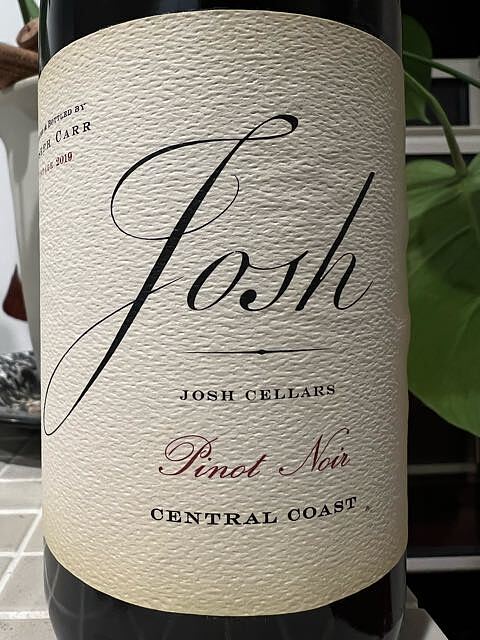 & BOTTLED BY
CARR
2019
Josh
JOSH CELLARS
Pinot Noir
CENTRAL COAST